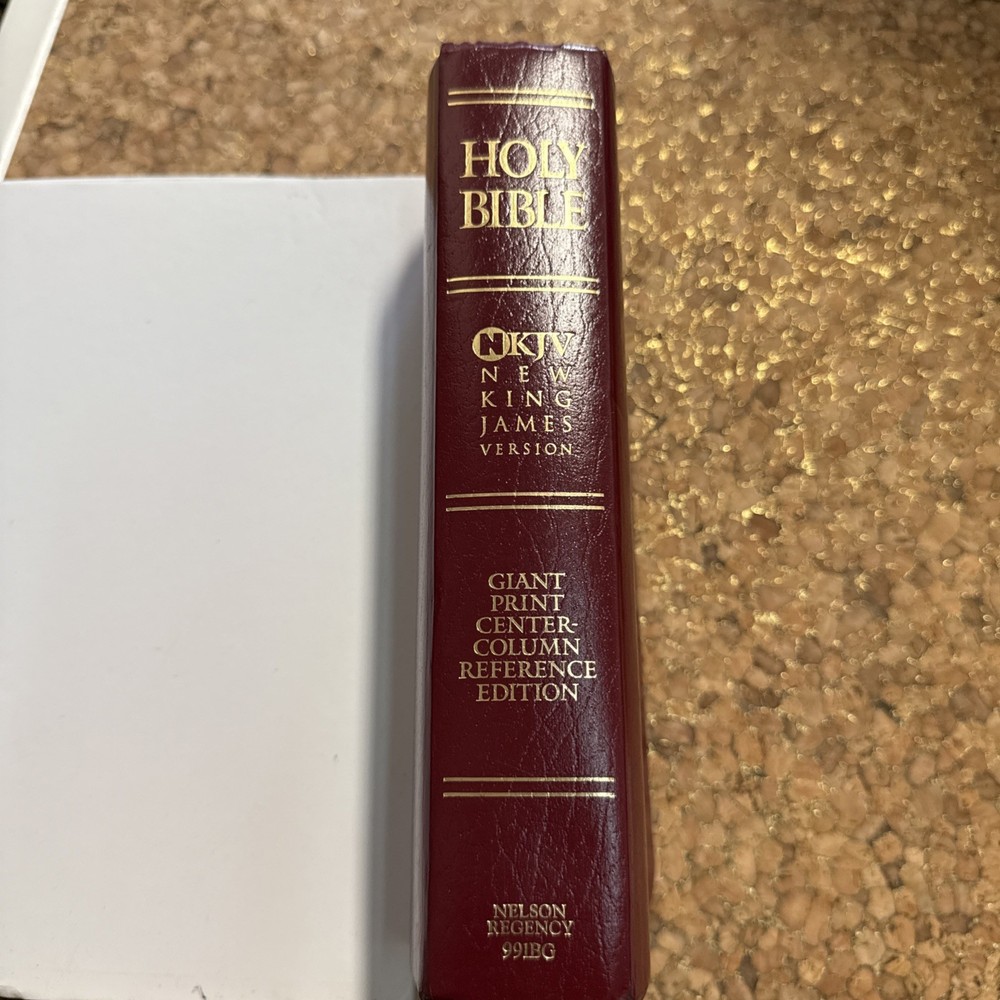 HOLY
BIBLE
NKJV
NEW
KING
JAMES
VERSION
GIANT
PRINT
CENTER-
COLUMN
REFERENCE
EDITION
NELSON
REGENCY
991BG